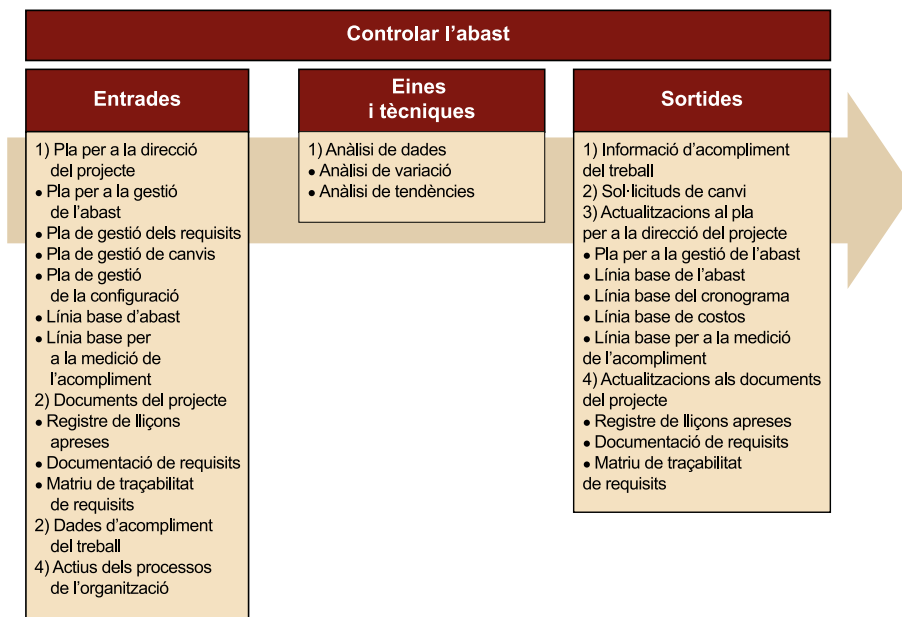 Controlar l’abast
Entrades
1) Pla per a la direcció
del projecte
• Pla per a la gestió
de l’abast
• Pla de gestió dels requisits
• Pla de gestió de canvis
• Pla de gestió
de la configuració
• Línia base d’abast
• Línia base per
a la medició de
l’acompliment
2) Documents del projecte
• Registre de lliçons
apreses
• Documentació de requisits
• Matriu de traçabilitat
de requisits
2) Dades d’acompliment
del treball
4) Actius dels processos
de l’organització
Eines
i tècniques
1) Anàlisi de dades
• Anàlisi de variació
• Anàlisi de tendències
Sortides
1) Informació d’acompliment
del treball
2) Sol·licituds de canvi
3) Actualitzacions al pla
per a la direcció del projecte
• Pla per a la gestió de l’abast
• Línia base de l’abast
• Línia base del cronograma
• Línia base de costos
• Línia base per a la medició
de l’acompliment
4) Actualitzacions als documents
del projecte
• Registre de lliçons apreses
• Documentació de requisits
• Matriu de traçabilitat
de requisits